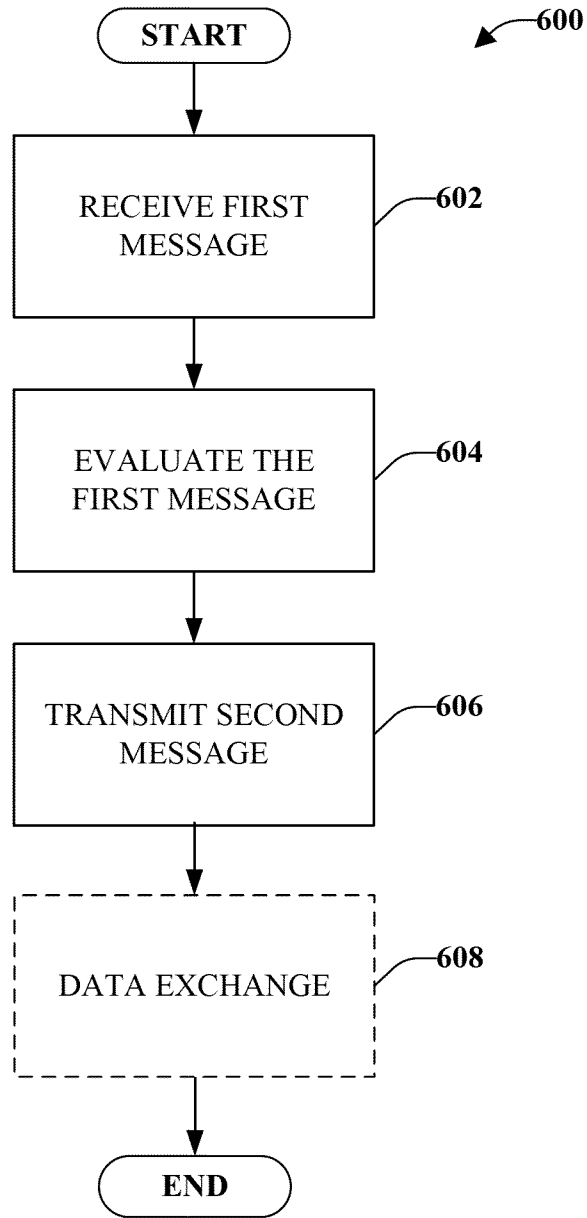 START
600
RECEIVE FIRST
MESSAGE
602
EVALUATE THE
FIRST MESSAGE
604
TRANSMIT SECOND
MESSAGE
606
DATA EXCHANGE
608
END